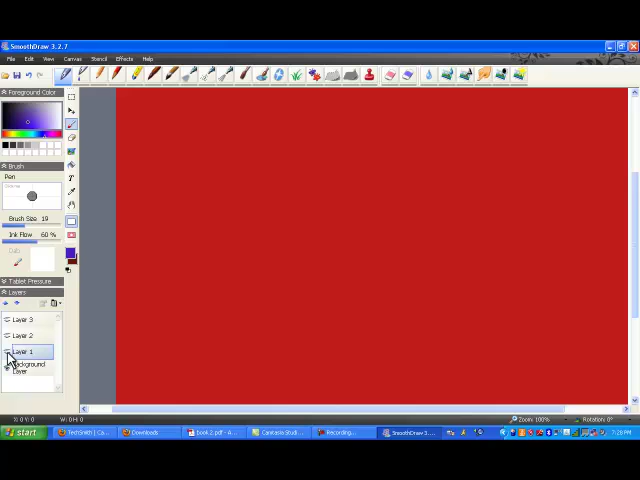 SmoothDraw 3.2.7
File Edit View Canvas Stencil Effects Help
Foreground Color
Brush
Pen
Brush Size 19
Ink Flow 60 %
Tablet Pressure
Layers
Layer 3
Layer 2
Layer 1
Background
Layer
X: 0 Y: 0 W: 0 H: 0 Zoom: 100% Rotation: 0°
start TechSmith | Ca... Downloads book 2.pdf - A... Camtasia Studi... Recording... SmoothDraw 3.... 7:28 PM